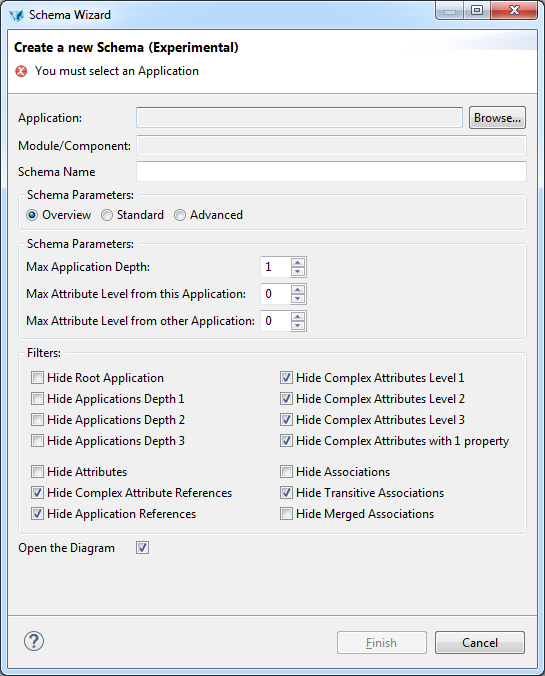 Schema Wizard
Create a new Schema (Experimental)
You must select an Application
Application: Browse...
Module/Component:
Schema Name
Schema Parameters:
Overview Standard Advanced
Schema Parameters:
Max Application Depth: 1
Max Attribute Level from this Application: 0
Max Attribute Level from other Application: 0
Filters:
Hide Root Application Hide Complex Attributes Level 1
Hide Applications Depth 1 Hide Complex Attributes Level 2
Hide Applications Depth 2 Hide Complex Attributes Level 3
Hide Applications Depth 3 Hide Complex Attributes with 1 property
Hide Attributes Hide Associations
Hide Complex Attribute References Hide Transitive Associations
Hide Application References Hide Merged Associations
Open the Diagram
? Finish Cancel